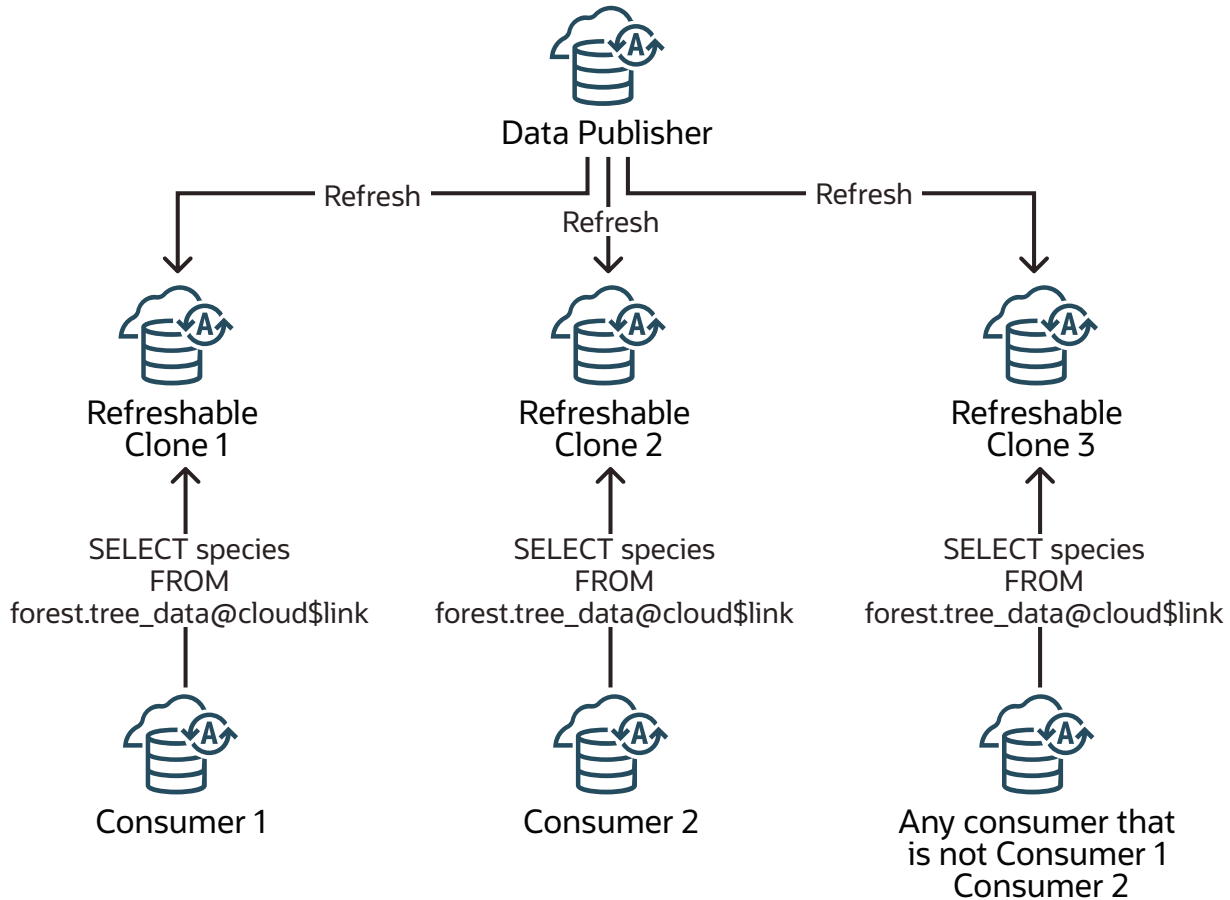 A
Data Publisher
Refresh
Refresh
Refresh
A
A
A
Refreshable
Clone 1
Refreshable
Clone 2
Refreshable
Clone 3
SELECT species
FROM
forest.tree_data@cloud$link
SELECT species
FROM
forest.tree_data@cloud$link
SELECT species
FROM
forest.tree_data@cloud$link
A
A
A
Consumer 1
Consumer 2
Any consumer that
is not Consumer 1
Consumer 2